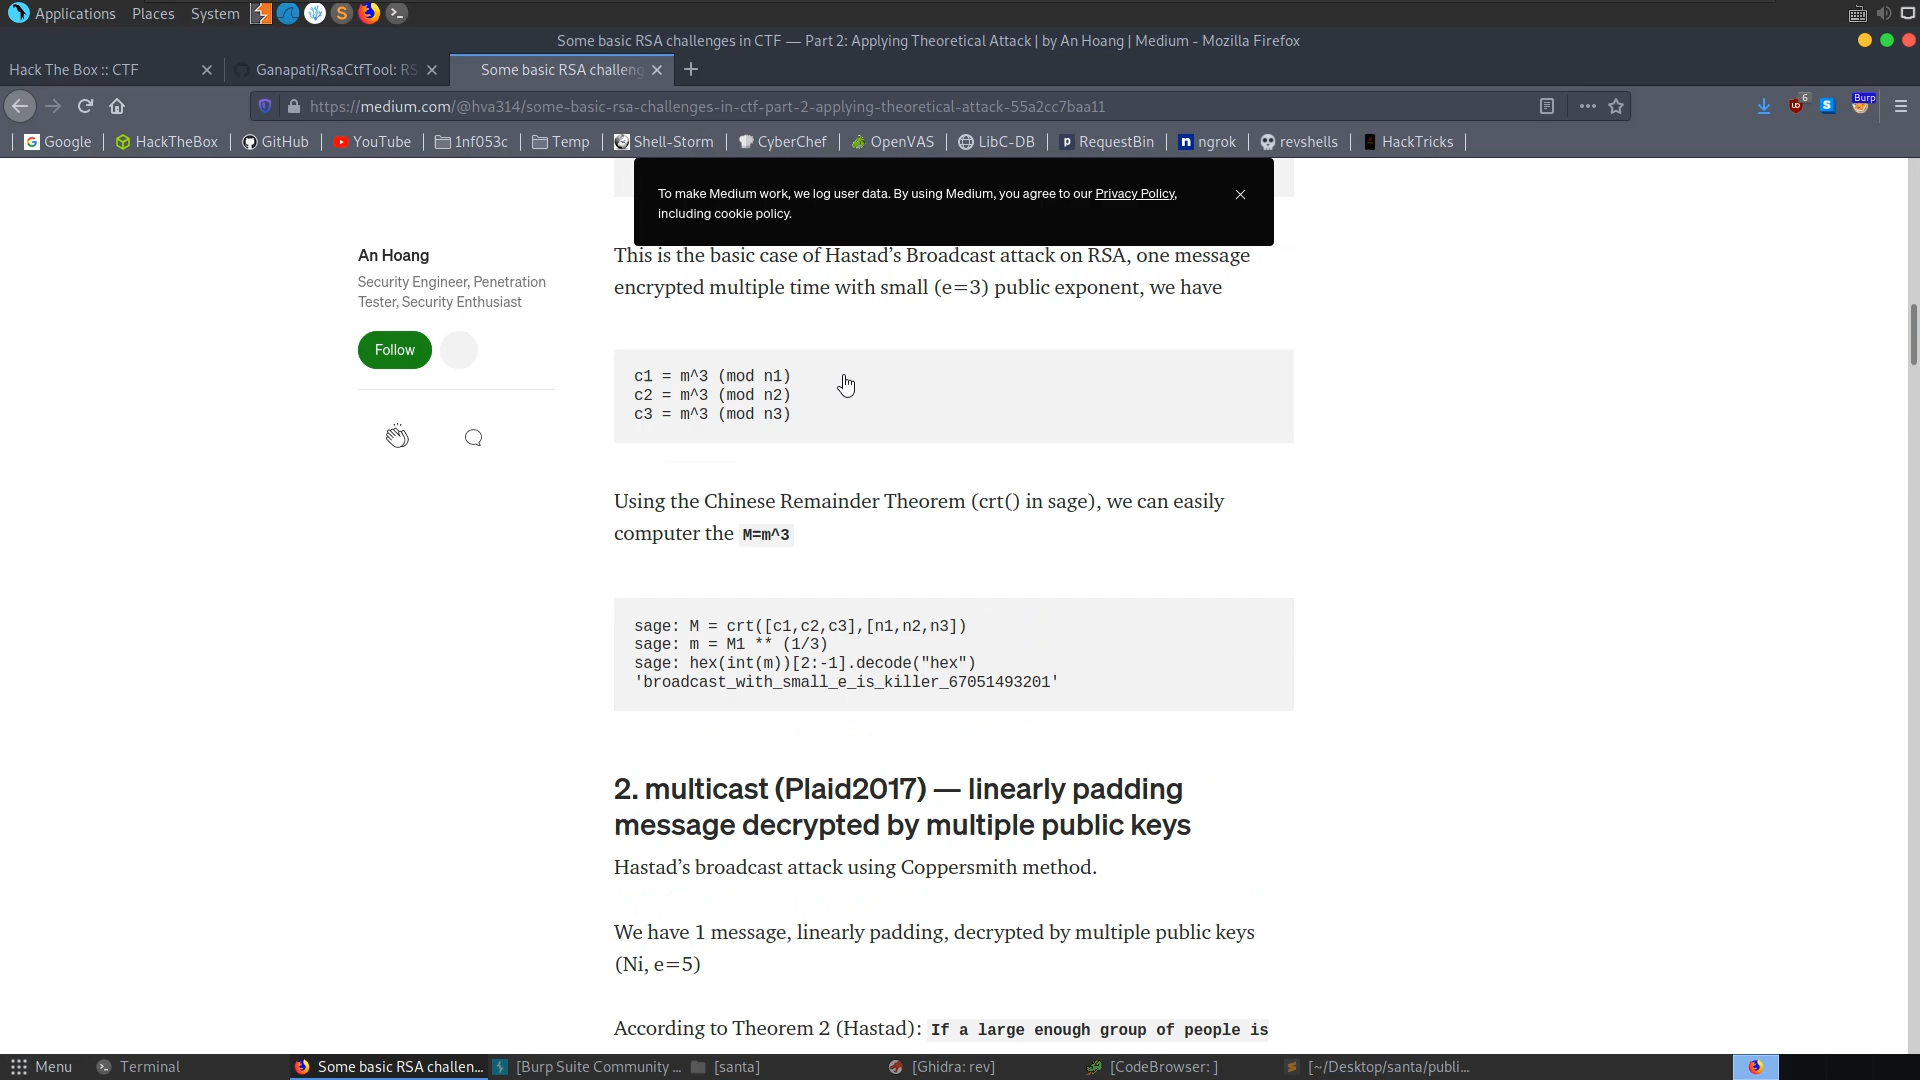 Applications Places System
Some basic RSA challenges in CTF — Part 2: Applying Theoretical Attack | by An Hoang | Medium - Mozilla Firefox
Hack The Box :: CTF
Ganapati/RsaCtfTool: RS
Some basic RSA challeng
https://medium.com/@hva314/some-basic-rsa-challenges-in-ctf-part-2-applying-theoretical-attack-55a2cc7baa11
6
Burp
Google HackTheBox GitHub YouTube 1nf053c Temp Shell-Storm CyberChef OpenVAS LibC-DB RequestBin ngrok revshells HackTricks
To make Medium work, we log user data. By using Medium, you agree to our Privacy Policy,
including cookie policy.
An Hoang
Security Engineer, Penetration
Tester, Security Enthusiast
Follow
This is the basic case of Hastad’s Broadcast attack on RSA, one message
encrypted multiple time with small (e=3) public exponent, we have
c1 = m^3 (mod n1)
c2 = m^3 (mod n2)
c3 = m^3 (mod n3)
Using the Chinese Remainder Theorem (crt() in sage), we can easily
computer the M=m^3
sage: M = crt([c1,c2,c3],[n1,n2,n3])
sage: m = M1 ** (1/3)
sage: hex(int(m))[2:-1].decode("hex")
'broadcast_with_small_e_is_killer_67051493201'
2. multicast (Plaid2017) — linearly padding
message decrypted by multiple public keys
Hastad’s broadcast attack using Coppersmith method.
We have 1 message, linearly padding, decrypted by multiple public keys
(Ni, e=5)
According to Theorem 2 (Hastad): If a large enough group of people is
Menu Terminal Some basic RSA challen... [Burp Suite Community ... [santa] [Ghidra: rev] [CodeBrowser: ] [~/Desktop/santa/publi...